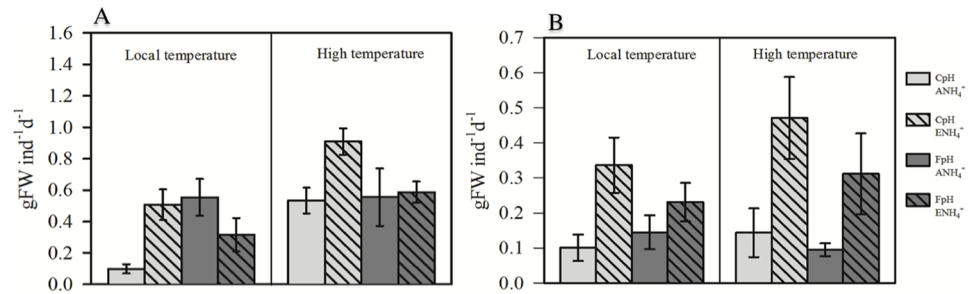 A
1.6
1.4
1.2
1.0
0.8
0.6
0.4
0.2
0.0
gFW ind⁻¹d⁻¹
Local temperature
High temperature
B
0.7
0.6
0.5
0.4
0.3
0.2
0.1
0.0
gFW ind⁻¹d⁻¹
Local temperature
High temperature
CpH
ANH₄⁺
CpH
ENH₄⁺
FpH
ANH₄⁺
FpH
ENH₄⁺